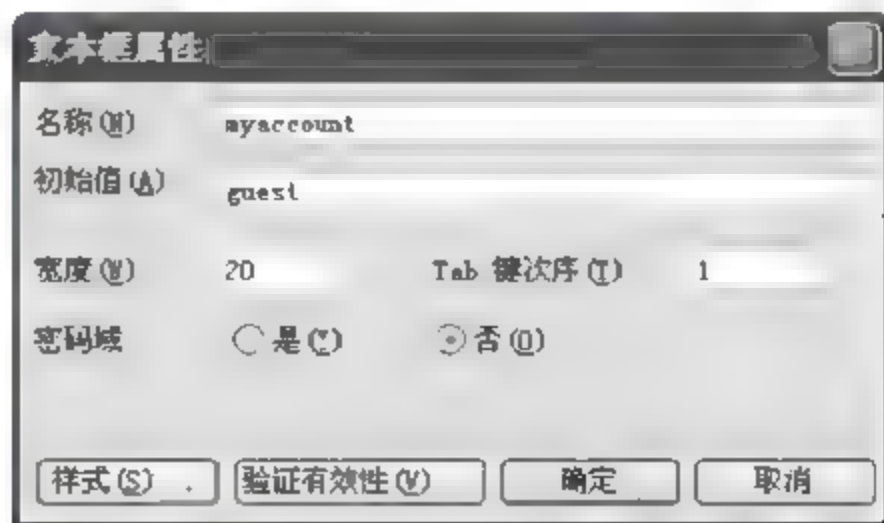 文本框属性
名称(N) myaccount
初始值(A) guest
宽度(W) 20 Tab 键次序(T) 1
密码域 是(Y) 否(O)
样式(S)... 验证有效性(V)... 确定 取消